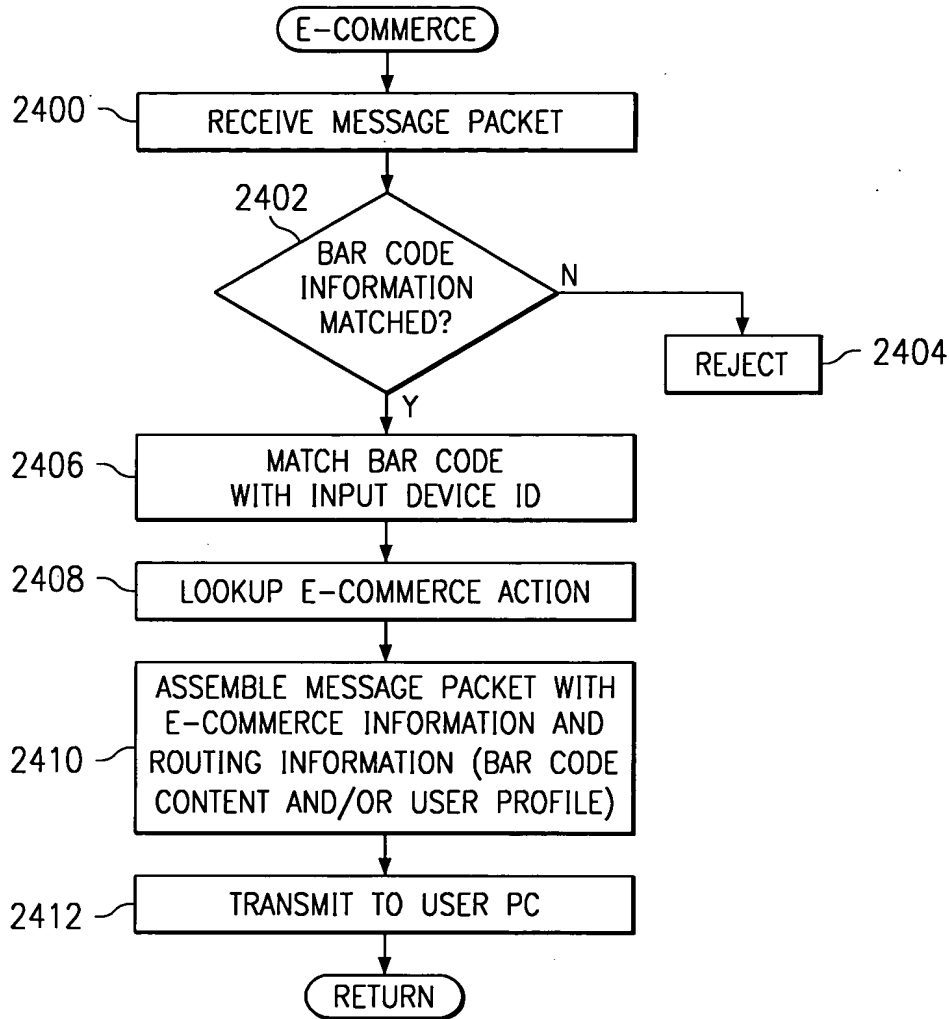 E-COMMERCE
2400
RECEIVE MESSAGE PACKET
2402
BAR CODE
INFORMATION
MATCHED?
N
REJECT
2404
Y
2406
MATCH BAR CODE
WITH INPUT DEVICE ID
2408
LOOKUP E-COMMERCE ACTION
2410
ASSEMBLE MESSAGE PACKET WITH
E-COMMERCE INFORMATION AND
ROUTING INFORMATION (BAR CODE
CONTENT AND/OR USER PROFILE)
2412
TRANSMIT TO USER PC
RETURN